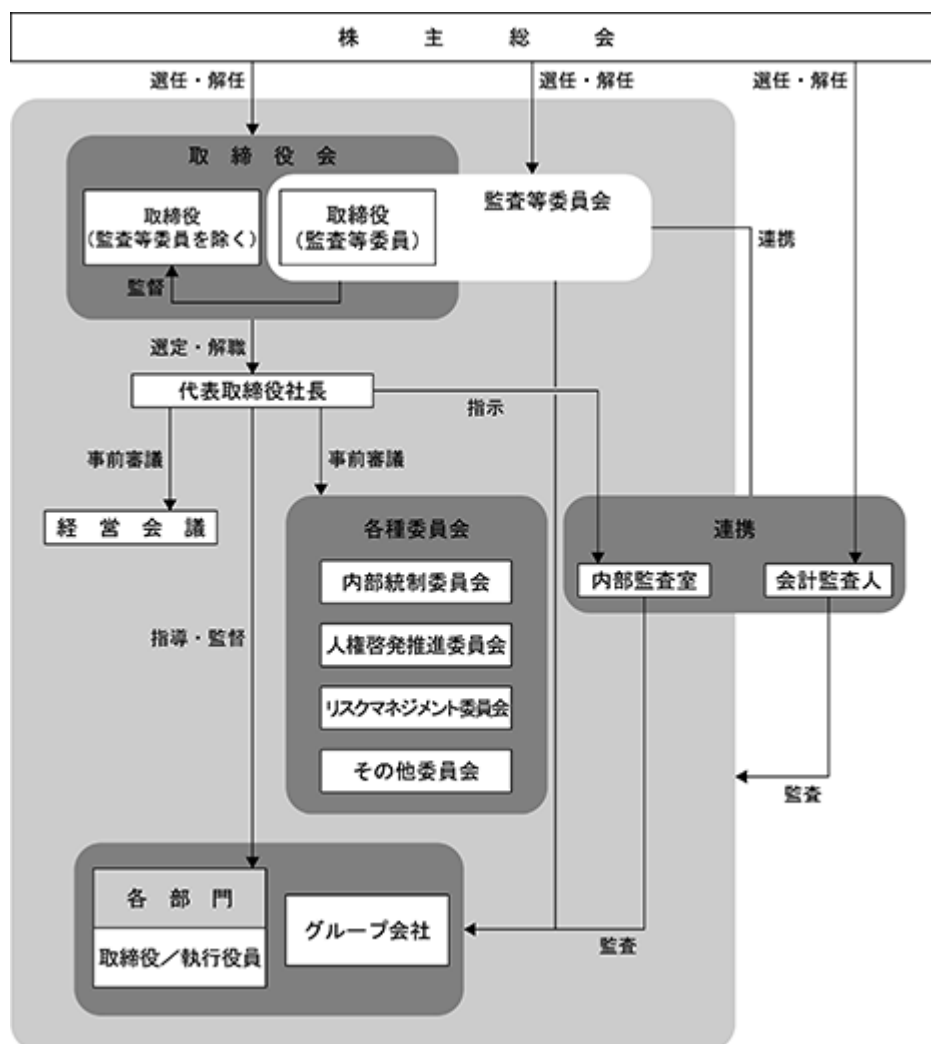 株主総会
選任・解任
選任・解任
選任・解任
取締役会
取締役
(監査等委員を除く)
取締役
(監査等委員)
監査等委員会
連携
監督
選定・解職
代表取締役社長
指示
事前審議
事前審議
経営会議
各種委員会
内部統制委員会
人権啓発推進委員会
リスクマネジメント委員会
その他委員会
連携
内部監査室
会計監査人
指導・監督
監査
各部門
取締役/執行役員
グループ会社
監査